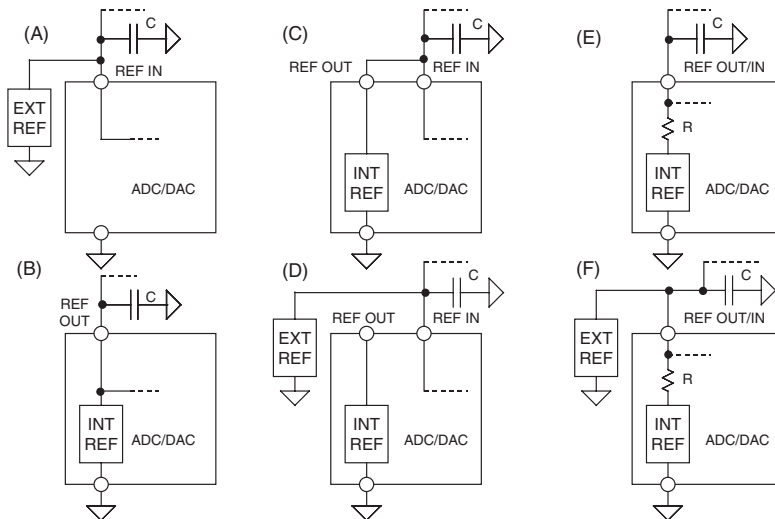 (A)
C
REF IN
EXT
REF
ADC/DAC
(B)
C
REF
OUT
INT
REF
ADC/DAC
(C)
C
REF OUT
REF IN
INT
REF
ADC/DAC
(D)
C
REF OUT
REF IN
EXT
REF
INT
REF
ADC/DAC
(E)
C
REF OUT/IN
R
INT
REF
ADC/DAC
(F)
C
REF OUT/IN
EXT
REF
R
INT
REF
ADC/DAC